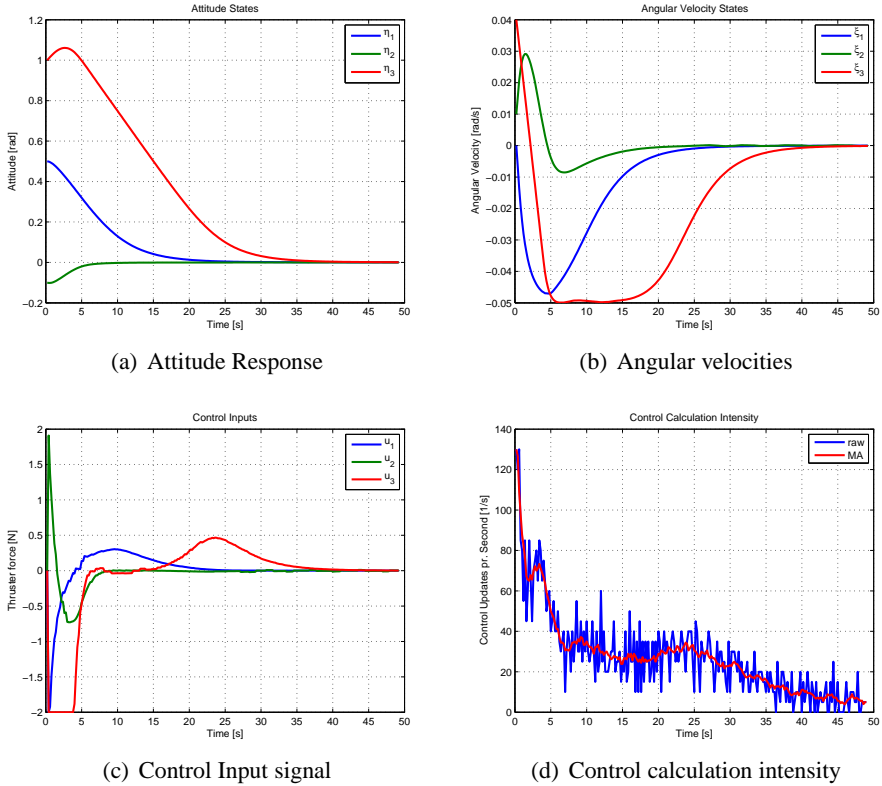 Attitude States
1.2
1
0.8
0.6
0.4
0.2
0
−0.2
Attitude [rad]
0 5 10 15 20 25 30 35 40 45 50
Time [s]
η1
η2
η3
(a) Attitude Response
Angular Velocity States
0.04
0.03
0.02
0.01
0
−0.01
−0.02
−0.03
−0.04
−0.05
Angular Velocity [rad/s]
0 5 10 15 20 25 30 35 40 45 50
Time [s]
ξ1
ξ2
ξ3
(b) Angular velocities
Control Inputs
2
1.5
1
0.5
0
−0.5
−1
−1.5
−2
Thruster force [N]
0 5 10 15 20 25 30 35 40 45 50
Time [s]
u1
u2
u3
(c) Control Input signal
Control Calculation Intensity
140
120
100
80
60
40
20
0
Control Updates pr. Second [1/s]
0 5 10 15 20 25 30 35 40 45 50
Time [s]
raw
MA
(d) Control calculation intensity